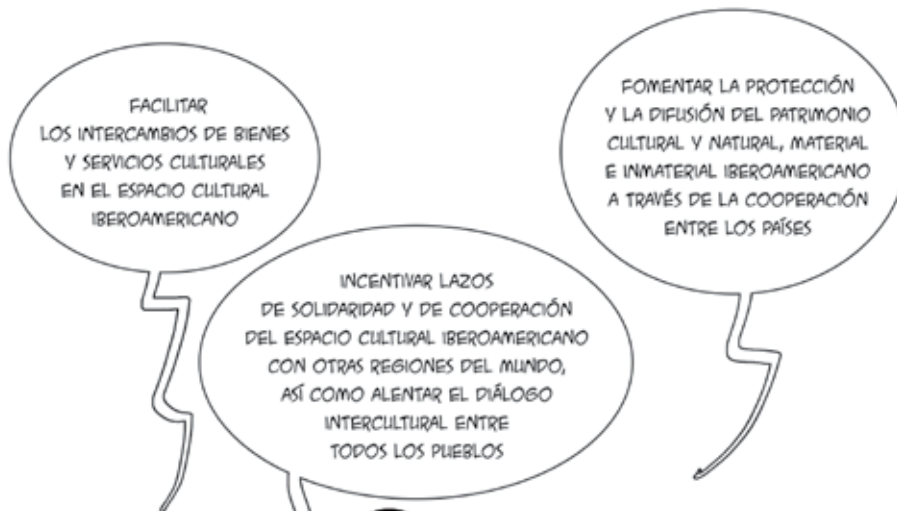 FACILITAR
LOS INTERCAMBIOS DE BIENES
Y SERVICIOS CULTURALES
EN EL ESPACIO CULTURAL
IBEROAMERICANO
FOMENTAR LA PROTECCIÓN
Y LA DIFUSIÓN DEL PATRIMONIO
CULTURAL Y NATURAL, MATERIAL
E INMATERIAL IBEROAMERICANO
A TRAVÉS DE LA COOPERACIÓN
ENTRE LOS PAÍSES
INCENTIVAR LAZOS
DE SOLIDARIDAD Y DE COOPERACIÓN
DEL ESPACIO CULTURAL IBEROAMERICANO
CON OTRAS REGIONES DEL MUNDO,
ASÍ COMO ALENTAR EL DIÁLOGO
INTERCULTURAL ENTRE
TODOS LOS PUEBLOS